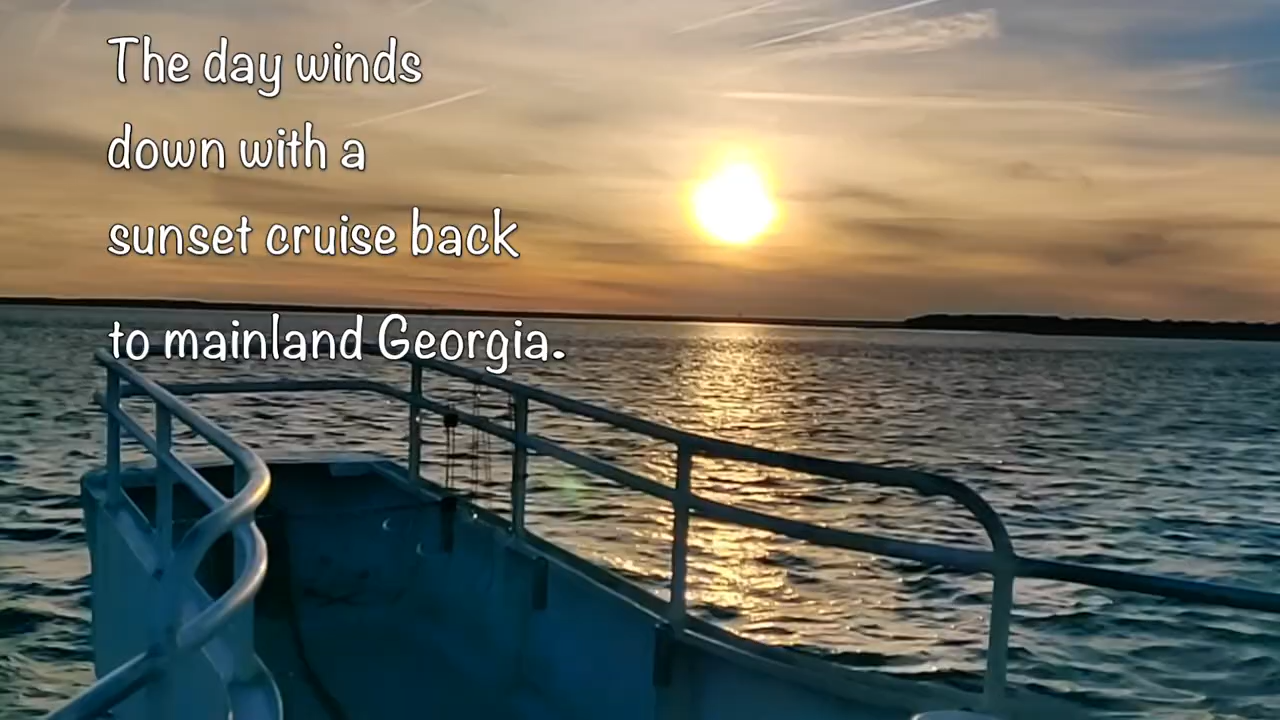 The day winds
down with a
sunset cruise back
to mainland Georgia.